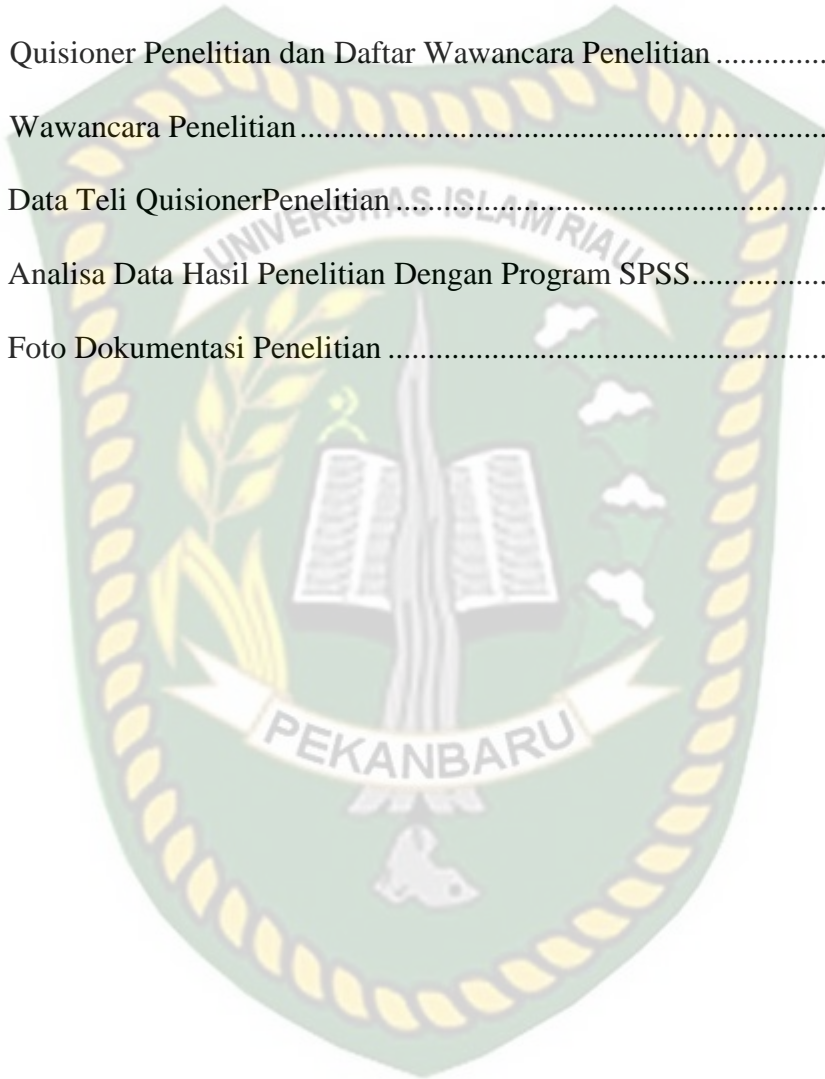 Quisioner Penelitian dan Daftar Wawancara Penelitian ..............
Wawancara Penelitian.....................................................................
Data Teli QuisionerPenelitian ......................................................
Analisa Data Hasil Penelitian Dengan Program SPSS.................
Foto Dokumentasi Penelitian .......................................................
UNIVERSITAS ISLAM RIAU
PEKANBARU